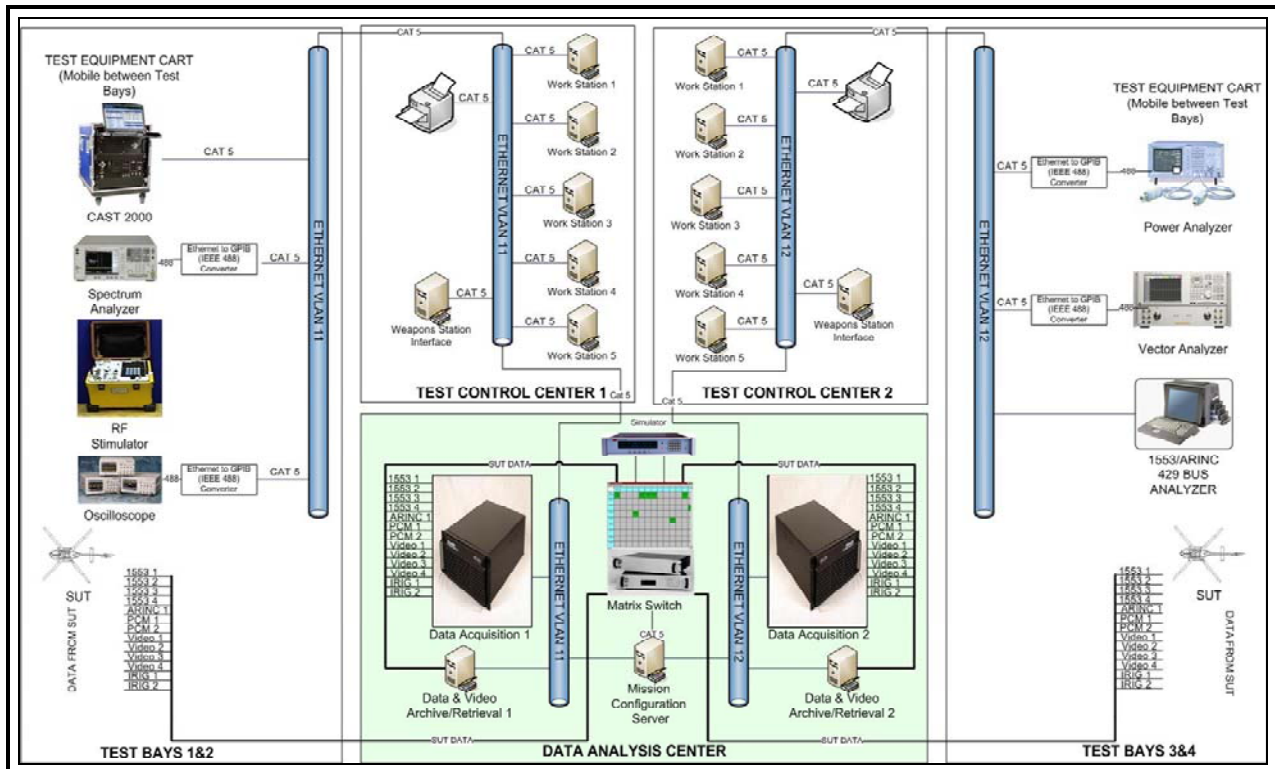 TEST EQUIPMENT CART
(Mobile between Test
Bays)
CAT 5
CAST 2000
488
Ethernet to GPIB
(IEEE 488)
Converter
CAT 5
Spectrum
Analyzer
RF
Stimulator
488
Ethernet to GPIB
(IEEE 488)
Converter
CAT 5
Oscilloscope
ETHERNET VLAN 11
SUT
DATA FROM SUT
1553 1
1553 2
1553 3
1553 4
ARINC 1
PCM 1
PCM 2
Video 1
Video 2
Video 3
Video 4
IRIG 1
IRIG 2
TEST BAYS 1&2
CAT 5
CAT 5
ETHERNET VLAN 11
CAT 5
Work Station 1
CAT 5
Work Station 2
CAT 5
Work Station 3
CAT 5
Work Station 4
CAT 5
Work Station 5
CAT 5
Weapons Station
Interface
TEST CONTROL CENTER 1
Cat 5
CAT 5
CAT 5
Work Station 1
CAT 5
Work Station 2
CAT 5
Work Station 3
CAT 5
Work Station 4
CAT 5
Work Station 5
ETHERNET VLAN 12
CAT 5
CAT 5
Weapons Station
Interface
TEST CONTROL CENTER 2
Cat 5
Simulator
SUT DATA
SUT DATA
1553 1
1553 2
1553 3
1553 4
ARINC 1
PCM 1
PCM 2
Video 1
Video 2
Video 3
Video 4
IRIG 1
IRIG 2
Data Acquisition 1
ETHERNET VLAN 11
Matrix Switch
CAT 5
ETHERNET VLAN 12
Data Acquisition 2
1553 1
1553 2
1553 3
1553 4
ARINC 1
PCM 1
PCM 2
Video 1
Video 2
Video 3
Video 4
IRIG 1
IRIG 2
Data & Video
Archive/Retrieval 1
Mission
Configuration
Server
Data & Video
Archive/Retrieval 2
SUT DATA
SUT DATA
DATA ANALYSIS CENTER
TEST EQUIPMENT CART
(Mobile between Test
Bays)
CAT 5
Ethernet to GPIB
(IEEE 488)
Converter
488
Power Analyzer
CAT 5
Ethernet to GPIB
(IEEE 488)
Converter
488
Vector Analyzer
ETHERNET VLAN 12
1553/ARINC
429 BUS
ANALYZER
1553 1
1553 2
1553 3
1553 4
ARINC 1
PCM 1
PCM 2
Video 1
Video 2
Video 3
Video 4
IRIG 1
IRIG 2
SUT
DATA FROM SUT
TEST BAYS 3&4